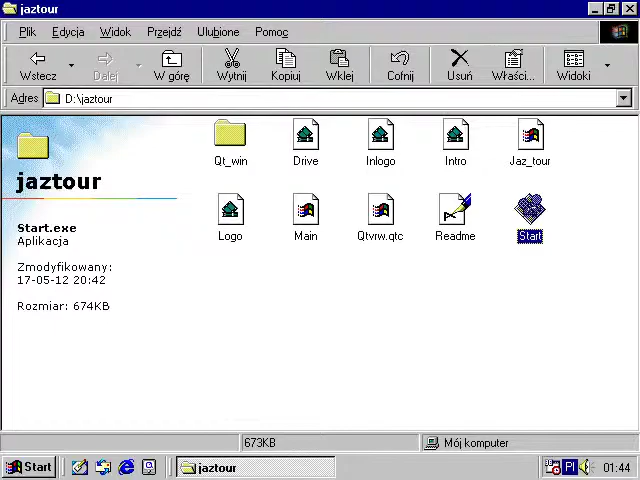 jaztour
Plik Edycja Widok Przejdź Ulubione Pomoc
Wstecz Dalej W górę Wytnij Kopiuj Wklej Cofnij Usuń Właści... Widoki
Adres D:\jaztour
jaztour
Start.exe
Aplikacja
Zmodyfikowany:
17-05-12 20:42
Rozmiar: 674KB
Qt_win Drive Inlogo Intro Jaz_tour
Logo Main Qtvrw.qtc Readme Start
673KB Mój komputer
Start jaztour Pl 01:44